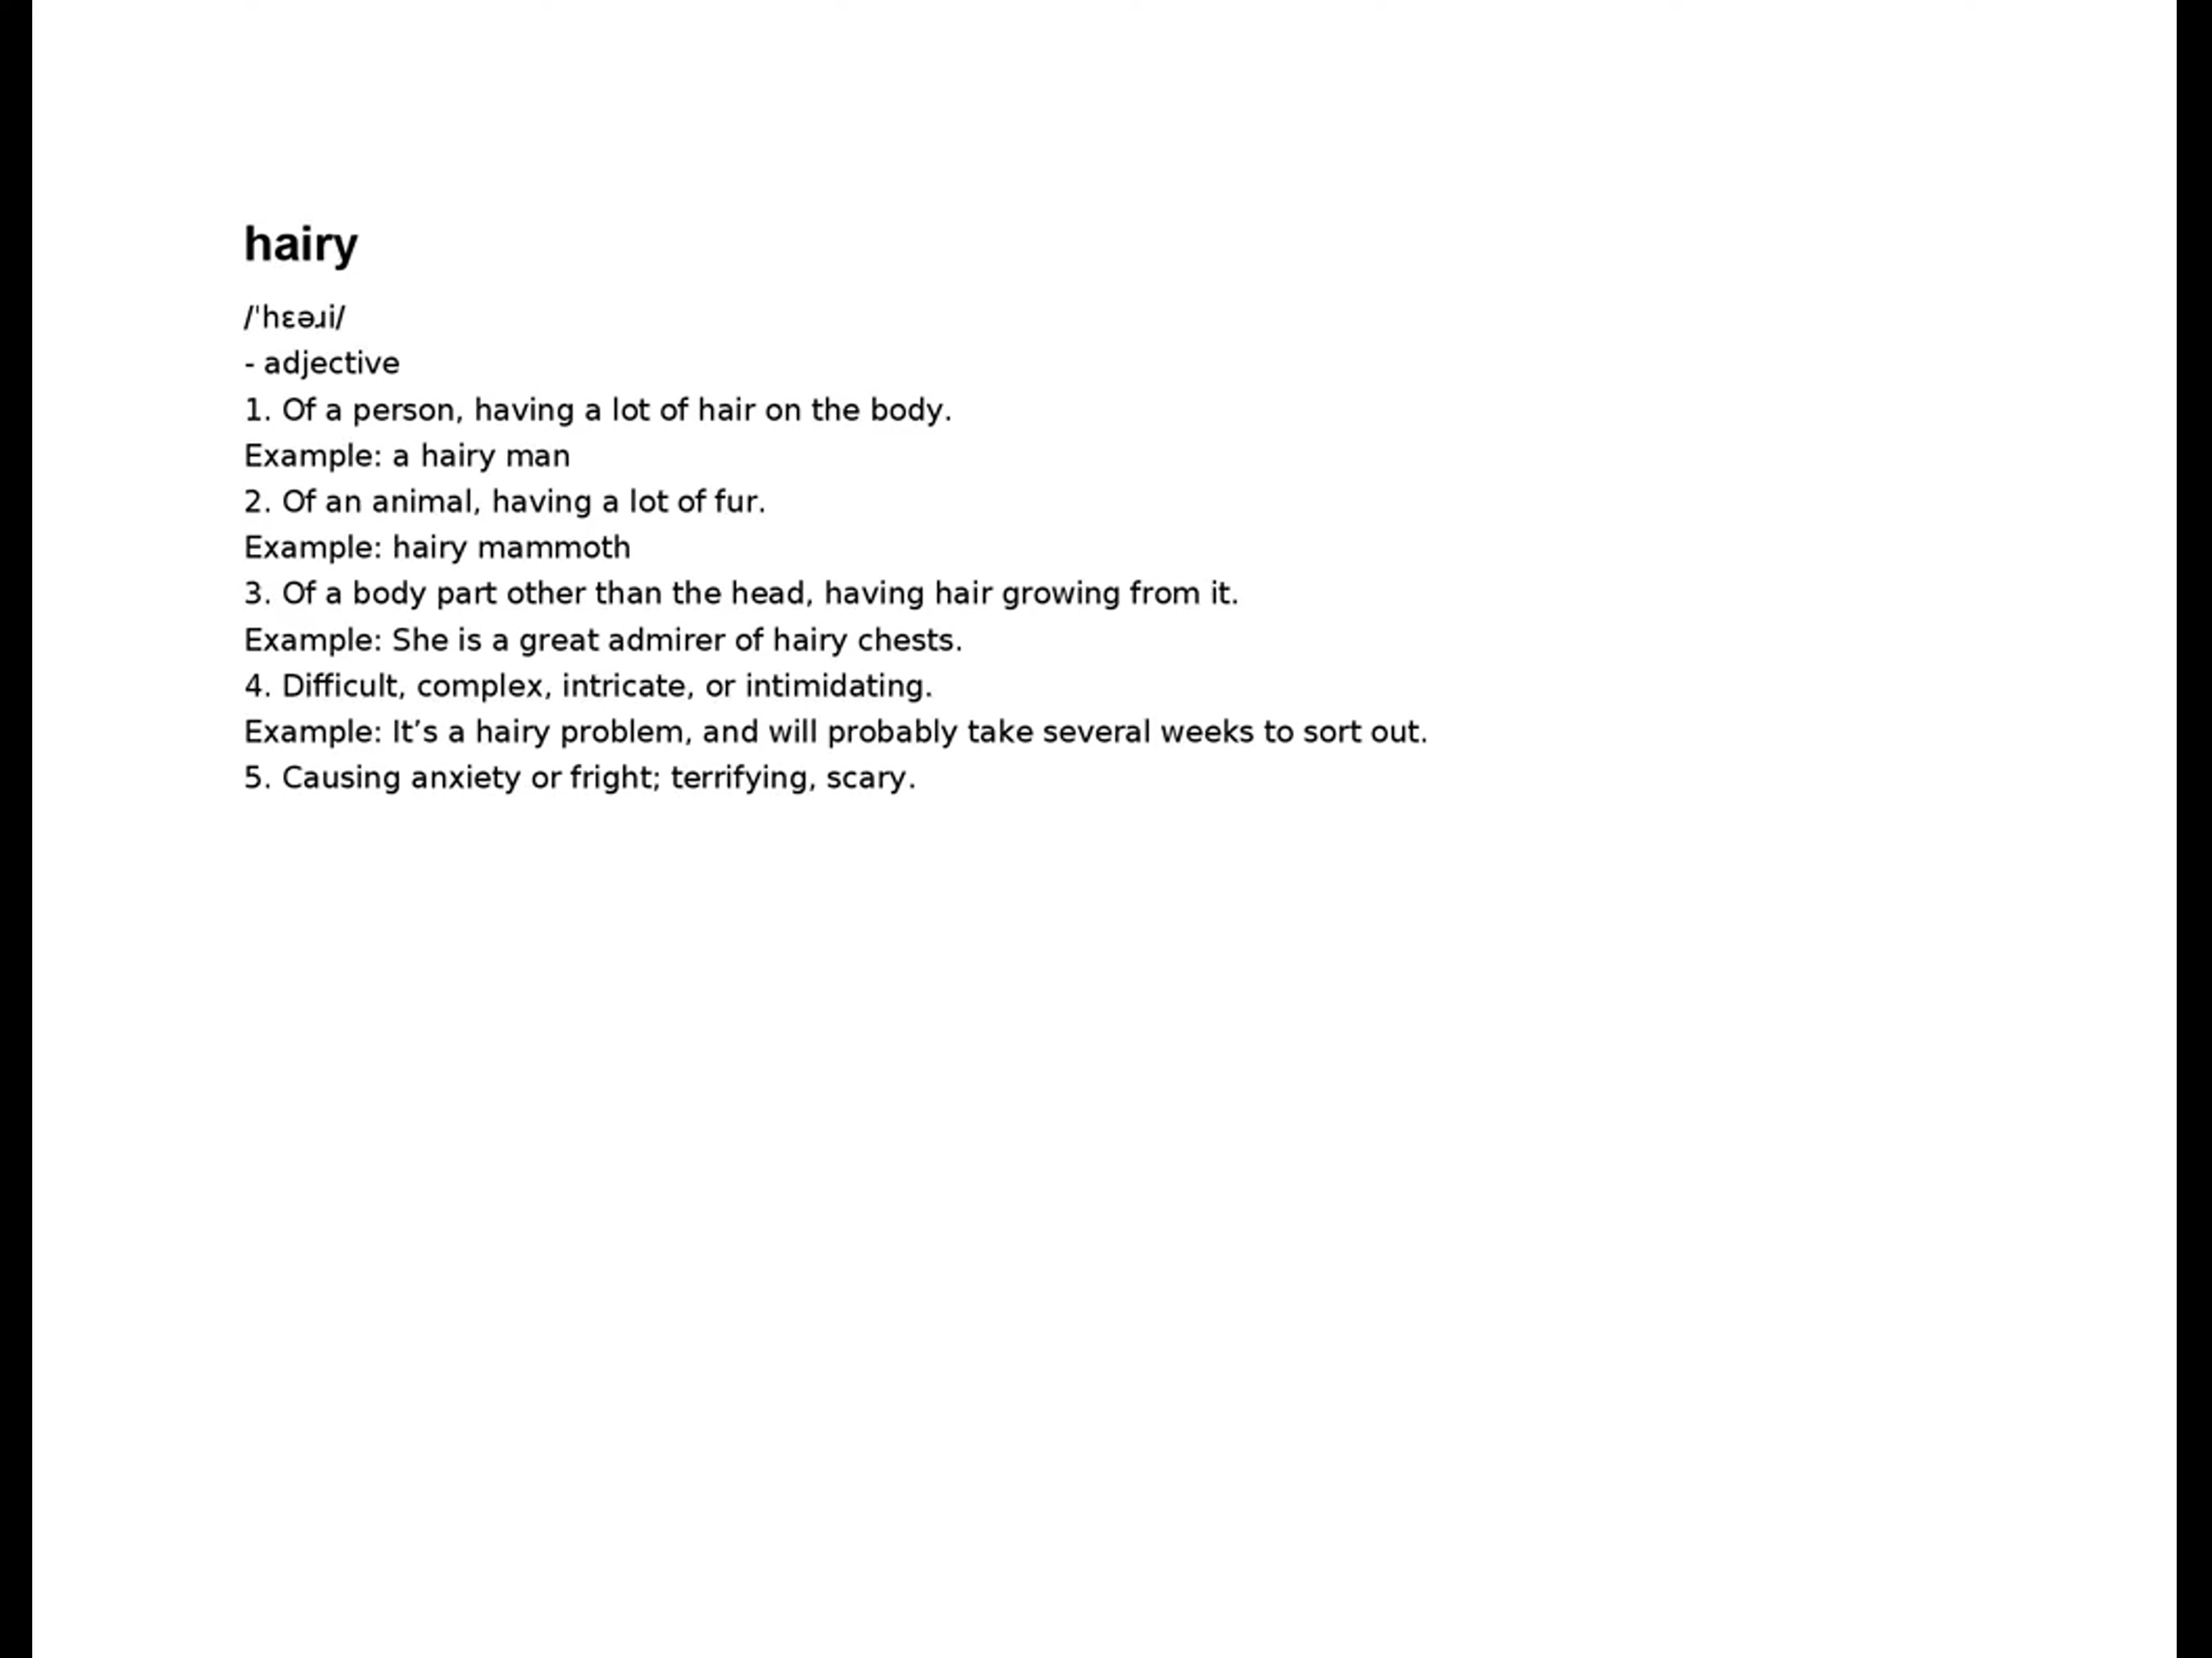 hairy
/ˈhɛəɹi/
- adjective
1. Of a person, having a lot of hair on the body.
Example: a hairy man
2. Of an animal, having a lot of fur.
Example: hairy mammoth
3. Of a body part other than the head, having hair growing from it.
Example: She is a great admirer of hairy chests.
4. Difficult, complex, intricate, or intimidating.
Example: It’s a hairy problem, and will probably take several weeks to sort out.
5. Causing anxiety or fright; terrifying, scary.